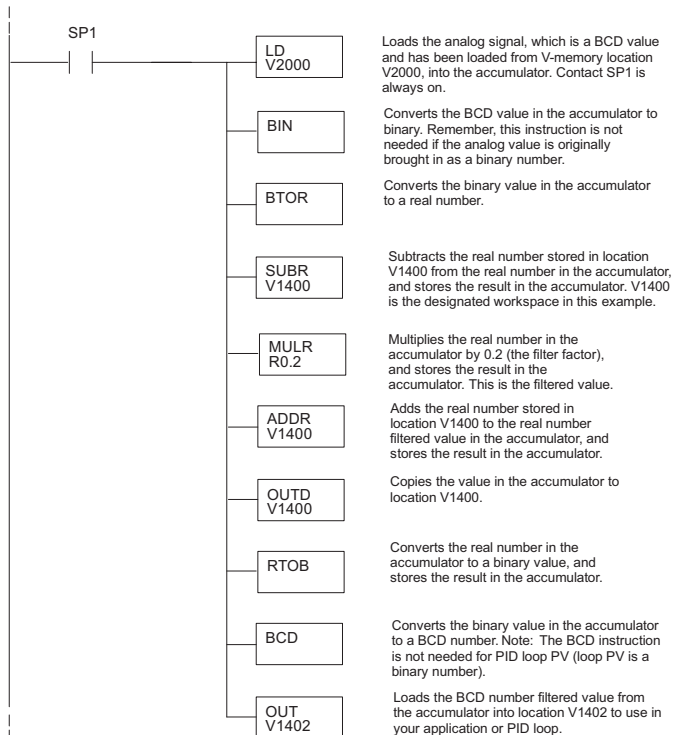 SP1
LD
V2000
Loads the analog signal, which is a BCD value
and has been loaded from V-memory location
V2000, into the accumulator. Contact SP1 is
always on.
BIN
Converts the BCD value in the accumulator to
binary. Remember, this instruction is not
needed if the analog value is originally
brought in as a binary number.
BTOR
Converts the binary value in the accumulator
to a real number.
SUBR
V1400
Subtracts the real number stored in location
V1400 from the real number in the accumulator,
and stores the result in the accumulator. V1400
is the designated workspace in this example.
MULR
R0.2
Multiplies the real number in the
accumulator by 0.2 (the filter factor),
and stores the result in the
accumulator. This is the filtered value.
ADDR
V1400
Adds the real number stored in
location V1400 to the real number
filtered value in the accumulator, and
stores the result in the accumulator.
OUTD
V1400
Copies the value in the accumulator to
location V1400.
RTOB
Converts the real number in the
accumulator to a binary value, and
stores the result in the accumulator.
BCD
Converts the binary value in the accumulator
to a BCD number. Note: The BCD instruction
is not needed for PID loop PV (loop PV is a
binary number).
OUT
V1402
Loads the BCD number filtered value from
the accumulator into location V1402 to use in
your application or PID loop.